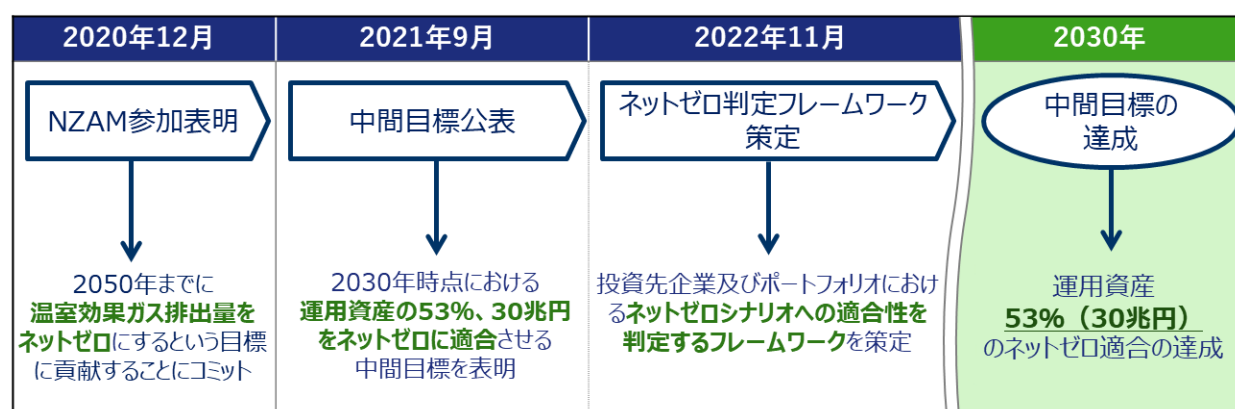 2020年12月
2021年9月
2022年11月
2030年
NZAM参加表明
中間目標公表
ネットゼロ判定フレームワーク
策定
中間目標の
達成
2050年までに
温室効果ガス排出量を
ネットゼロにするという目標
に貢献することにコミット
2030年時点における
運用資産の53%、30兆円
をネットゼロに適合させる
中間目標を表明
投資先企業及びポートフォリオにおけ
るネットゼロシナリオへの適合性を
判定するフレームワークを策定
運用資産
53%（30兆円）
のネットゼロ適合の達成